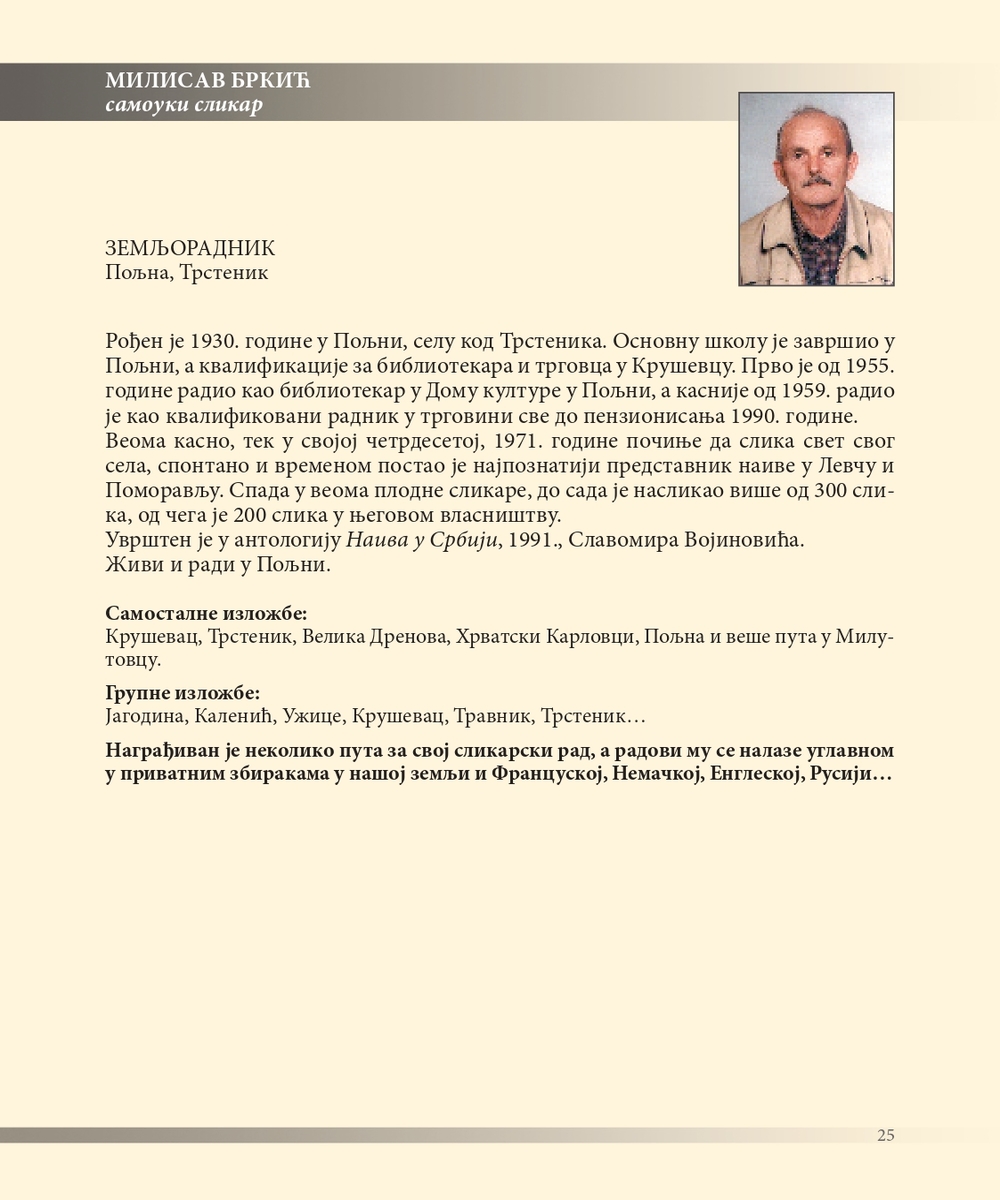 МИЛИСАВ БРКИЋ
самоуки сликар
ЗЕМЉОРАДНИК
Пољна, Трстеник
Рођен је 1930. године у Пољни, селу код Трстеника. Основну школу је завршио у
Пољни, а квалификације за библиотекара и трговца у Крушевцу. Прво је од 1955.
године радио као библиотекар у Дому културе у Пољни, а касније од 1959. радио
је као квалификовани радник у трговини све до пензионисања 1990. године.
Веома касно, тек у својој четрдесетој, 1971. године почиње да слика свет свог
села, спонтано и временом постао је најпознатији представник наиве у Левчу и
Поморављу. Спада у веома плодне сликаре, до сада је насликао више од 300 сли-
ка, од чега је 200 слика у његовом власништву.
Уврштен је у антологију Наива у Србији, 1991., Славомира Војиновића.
Живи и ради у Пољни.
Самосталне изложбе:
Крушевац, Трстеник, Велика Дренова, Хрватски Карловци, Пољна и веше пута у Милу-
товцу.
Групне изложбе:
Јагодина, Каленић, Ужице, Крушевац, Травник, Трстеник…
Награђиван је неколико пута за свој сликарски рад, а радови му се налазе углавном
у приватним збиракама у нашој земљи и Француској, Немачкој, Енглеској, Русији…
25